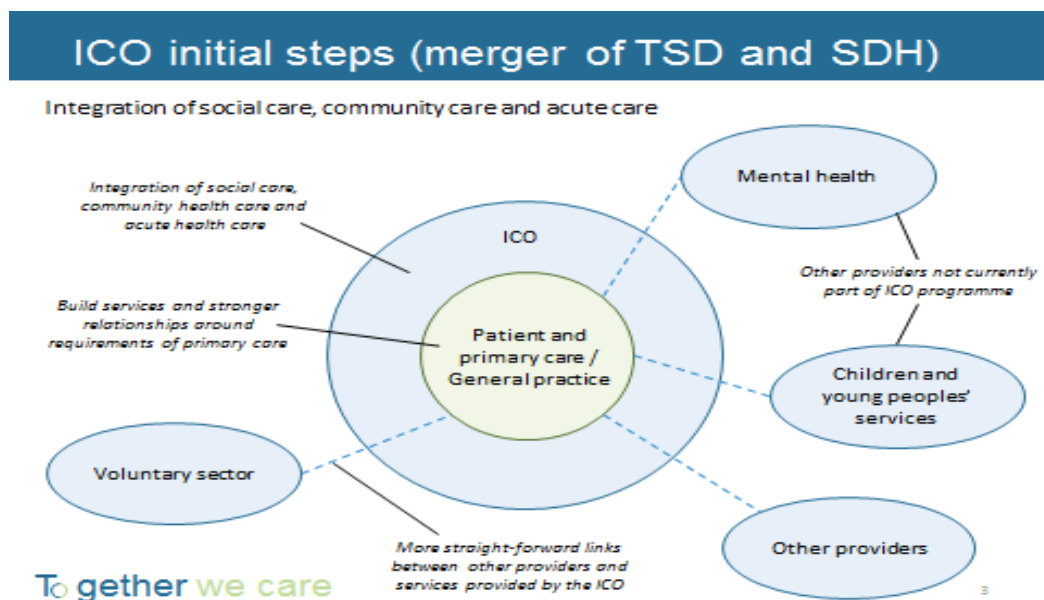 ICO initial steps (merger of TSD and SDH)
Integration of social care, community care and acute care
Integration of social care,
community health care and
acute health care
Build services and stronger
relationships around
requirements of primary care
ICO
Patient and
primary care /
General practice
Mental health
Other providers not currently
part of ICO programme
Children and
young peoples'
services
Voluntary sector
Other providers
More straight-forward links
between other providers and
services provided by the ICO
To gether we care
3